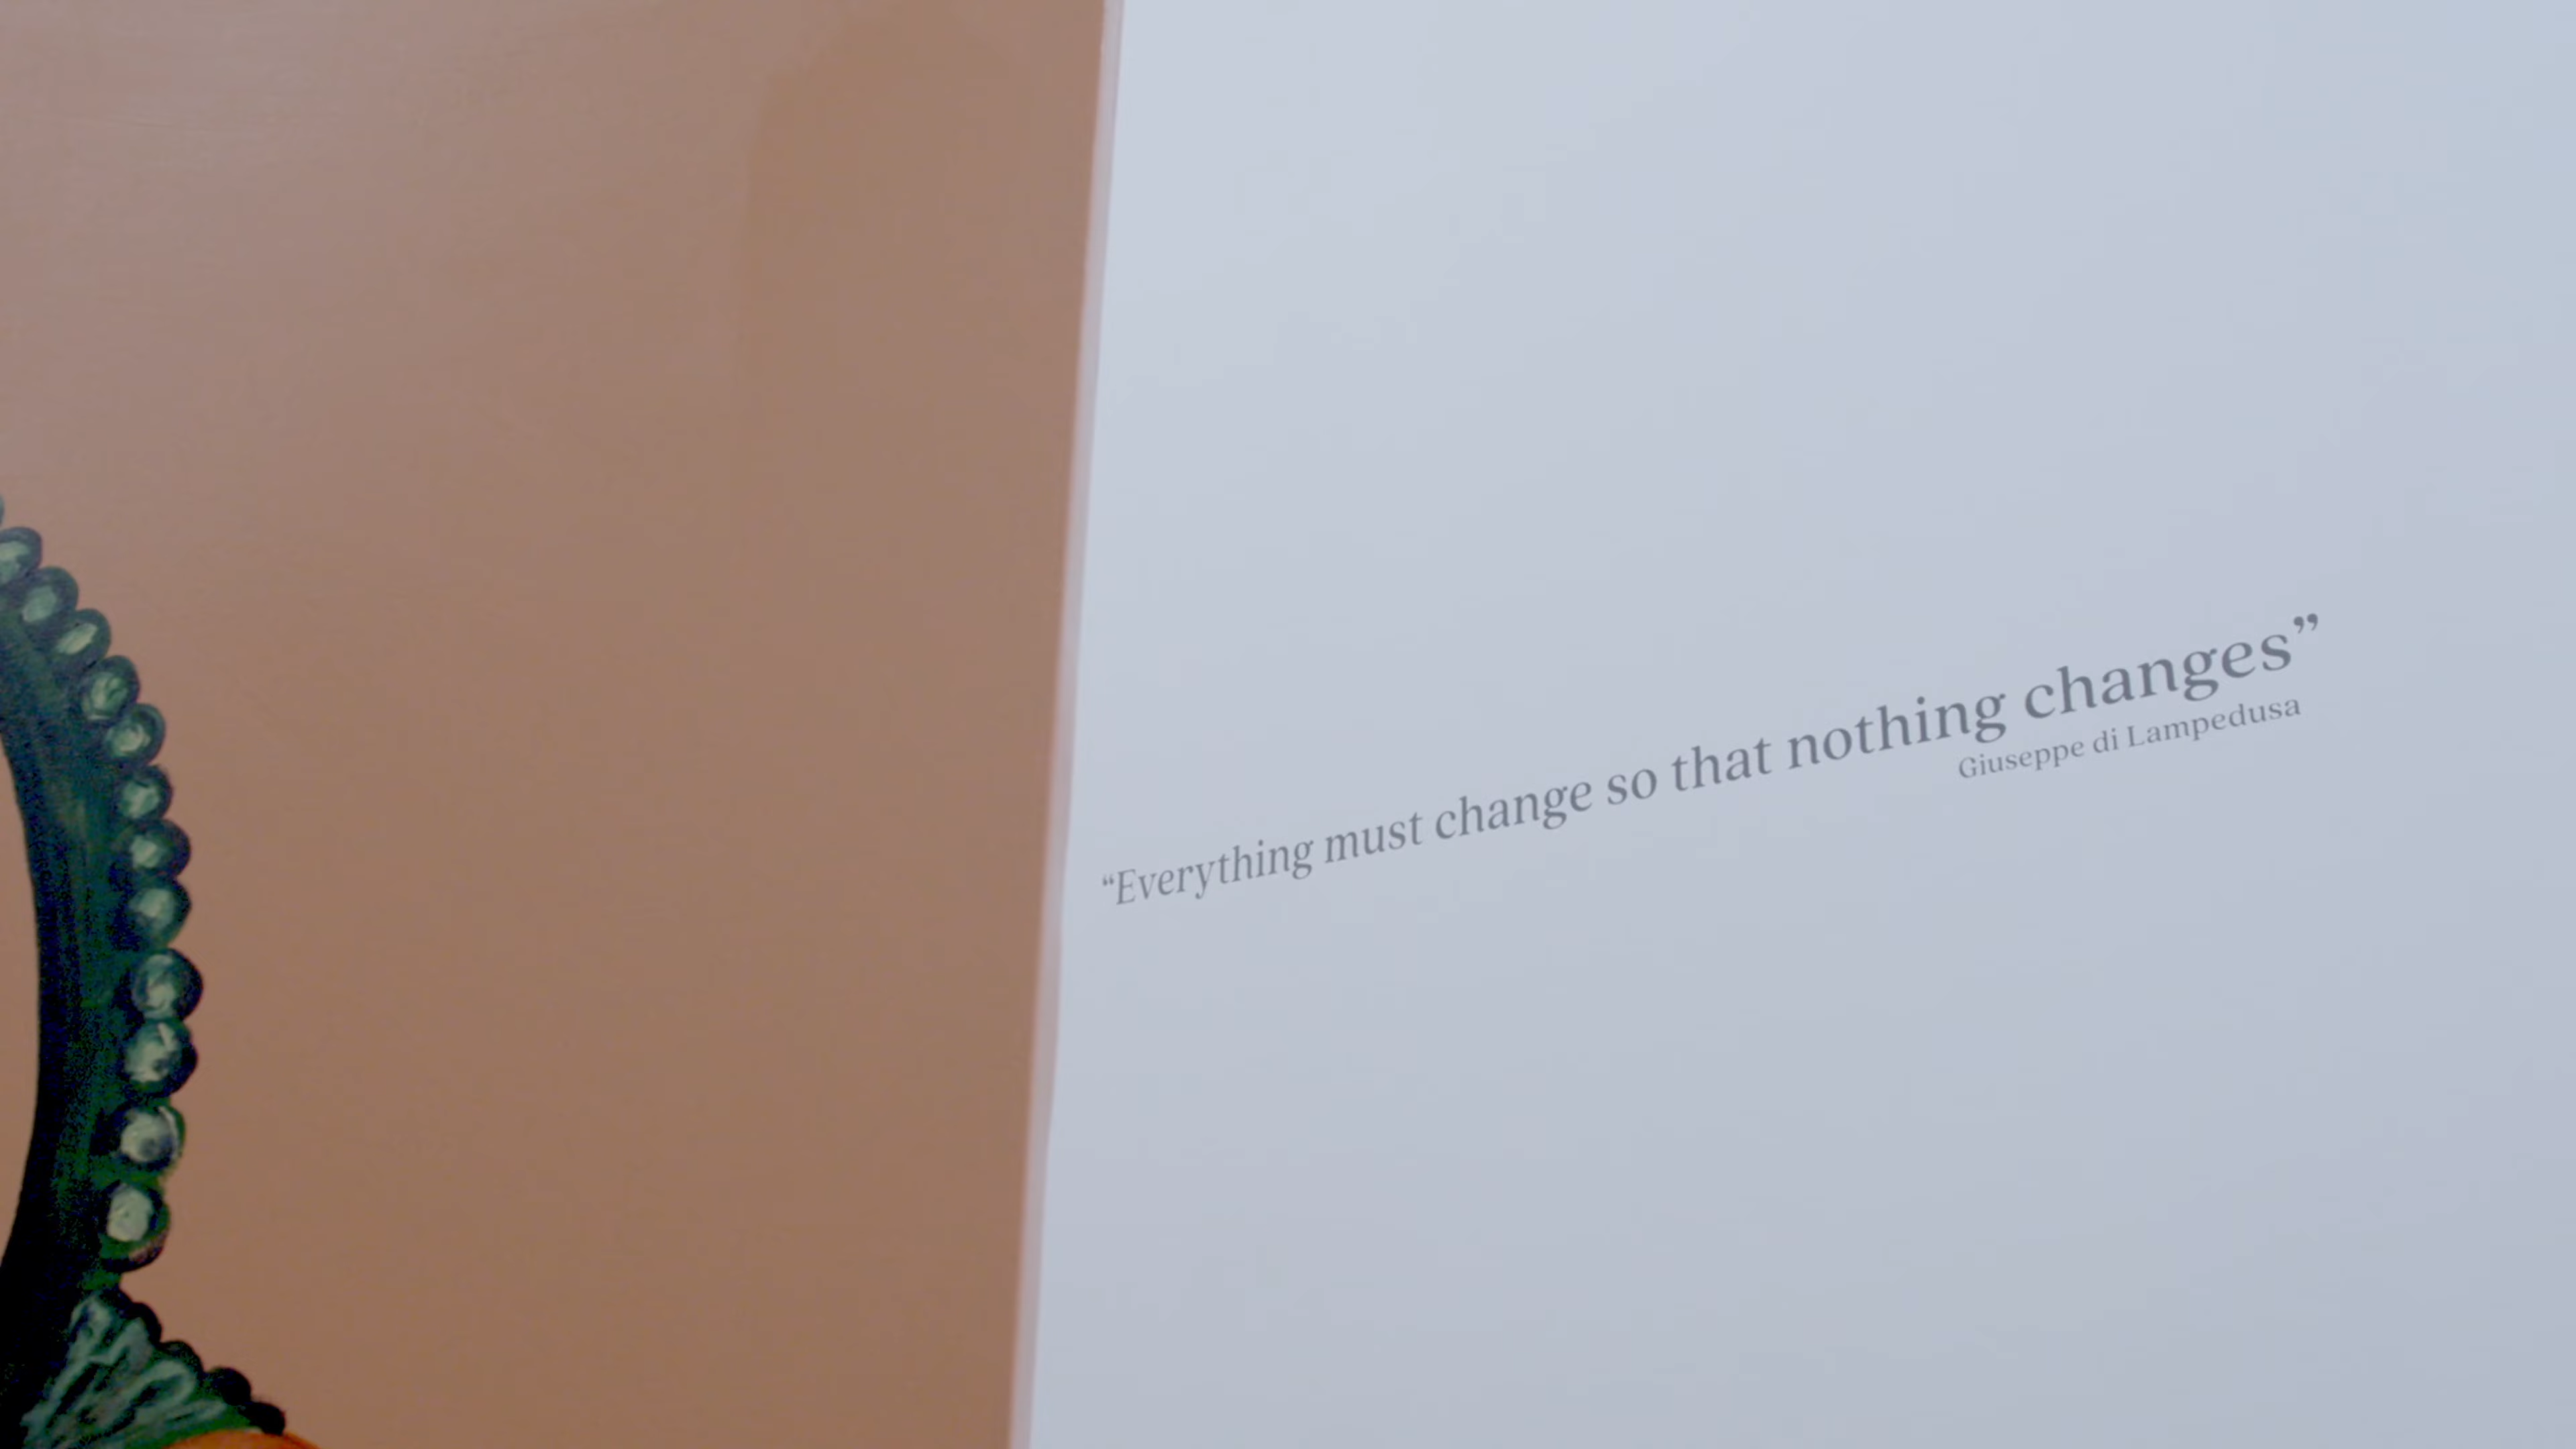 “Everything must change so that nothing changes”
Giuseppe di Lampedusa